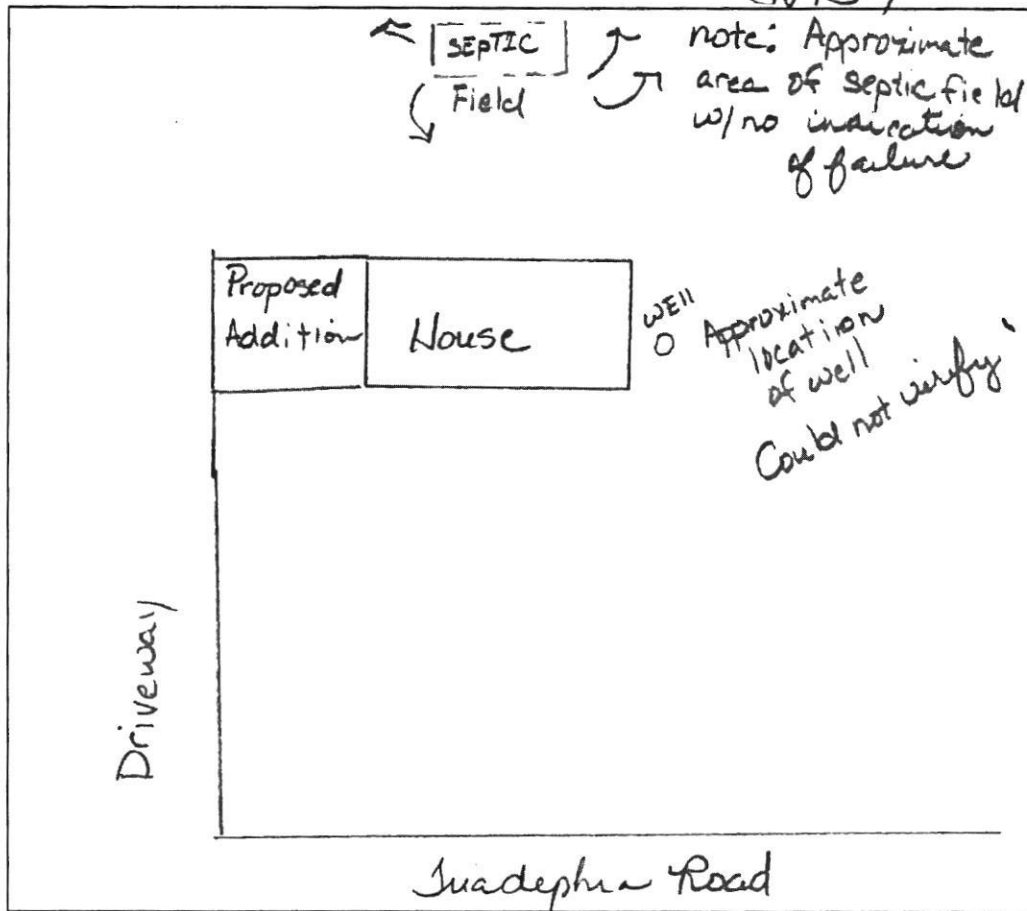 SEPTIC
Field
note: Approximate
area of septic field
w/no indication
of failure
Proposed
Addition
House
WEll
Approximate
location
of well
Could not verify
Driveway
Road